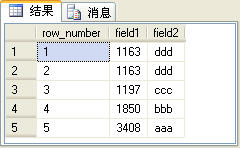 结果 消息
row_number field1 field2
1 1 1163 ddd
2 2 1163 ddd
3 3 1197 ccc
4 4 1850 bbb
5 5 3408 aaa